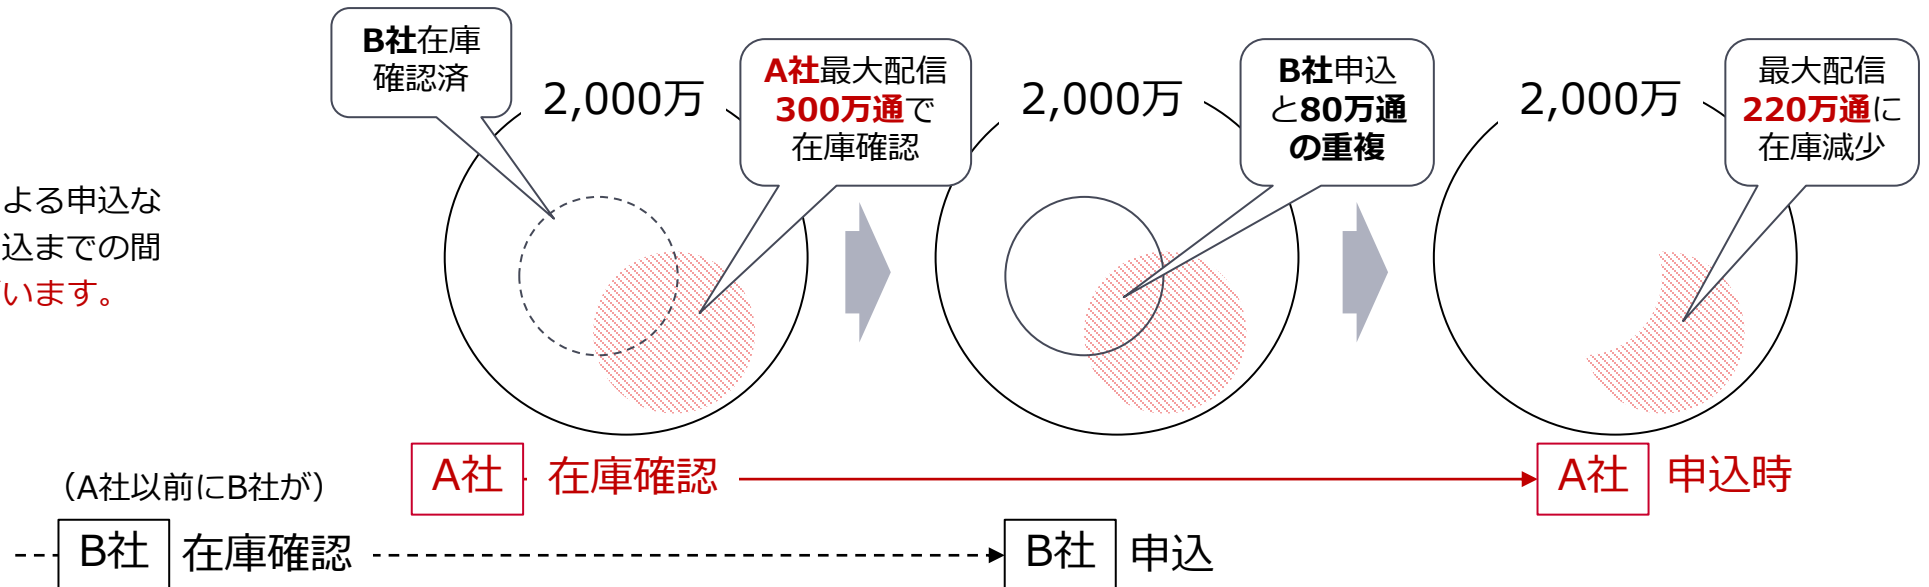 B社在庫
確認済
2,000万
A社最大配信
300万通で
在庫確認
2,000万
B社申込
と80万通
の重複
2,000万
最大配信
220万通に
在庫減少
よる申込な
込までの間
います。
A社 在庫確認
A社 申込時
（A社以前にB社が）
B社 在庫確認
B社 申込